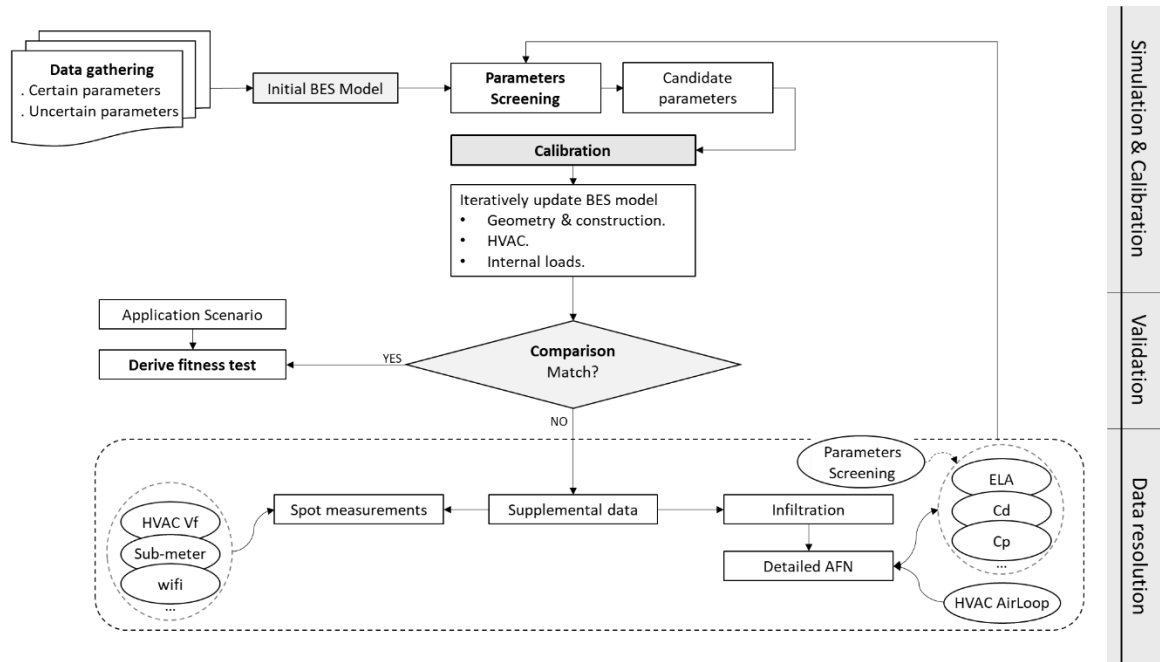 Data gathering
. Certain parameters
. Uncertain parameters
Initial BES Model
Parameters
Screening
Candidate
parameters
Calibration
Iteratively update BES model
• Geometry & construction.
• HVAC.
• Internal loads.
Application Scenario
Derive fitness test
YES
Comparison
Match?
NO
Parameters
Screening
ELA
Cd
Cp
...
HVAC Vf
Sub-meter
wifi
...
Spot measurements
Supplemental data
Infiltration
Detailed AFN
HVAC AirLoop
Simulation & Calibration
Validation
Data resolution